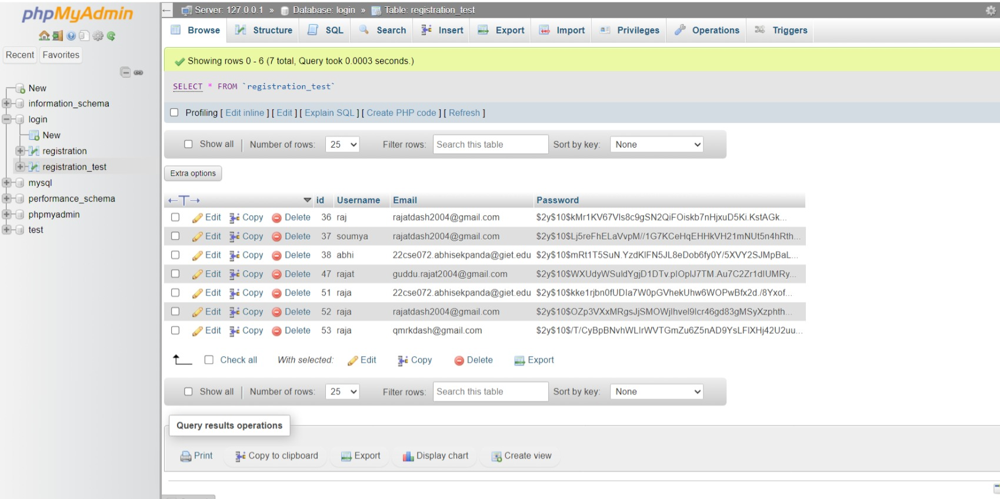 phpMyAdmin
Recent Favorites
New
information_schema
login
New
registration
registration_test
mysql
performance_schema
phpmyadmin
test
← Server: 127.0.0.1 » Database: login » Table: registration_test
Browse Structure SQL Search Insert Export Import Privileges Operations Triggers
Showing rows 0 - 6 (7 total, Query took 0.0003 seconds.)
SELECT * FROM `registration_test`
Profiling [ Edit inline ] [ Edit ] [ Explain SQL ] [ Create PHP code ] [ Refresh ]
Show all | Number of rows: 25 Filter rows: Search this table Sort by key: None
Extra options
←T→ id Username Email Password
Edit Copy Delete 36 raj rajatdash2004@gmail.com $2y$10$kMr1KV67Vls8c9gSN2QiFOiskb7nHjxuD5Ki.KstAGk...
Edit Copy Delete 37 soumya rajatdash2004@gmail.com $2y$10$Lj5reFhELaVvpM//1G7KCeHqEHHkVH21mNUt5n4hRth...
Edit Copy Delete 38 abhi 22cse072.abhisekpanda@giet.edu $2y$10$mRt1T5SuN.YzdKlFN5JL8eDob6fy0Y/5XVY2SJMpBaL...
Edit Copy Delete 47 rajat guddu.rajat2004@gmail.com $2y$10$WXUdyWSuldYgjD1DTv.plOplJ7TM.Au7C2Zr1dIUMRy...
Edit Copy Delete 51 raja 22cse072.abhisekpanda@giet.edu $2y$10$kke1rjbn0fUDla7W0pGVhekUhw6WOPwBfx2d./8Yxof...
Edit Copy Delete 52 raja rajatdash2004@gmail.com $2y$10$OZp3VXxMRgsJjSMOWjlhvel9lcr46gd83gMSyXzphth...
Edit Copy Delete 53 raja qmrkdash@gmail.com $2y$10$/T/CyBpBNvhWLlrWVTGmZu6Z5nAD9YsLFlXHj42U2uu...
Check all With selected: Edit Copy Delete Export
Show all | Number of rows: 25 Filter rows: Search this table Sort by key: None
Query results operations
Print Copy to clipboard Export Display chart Create view